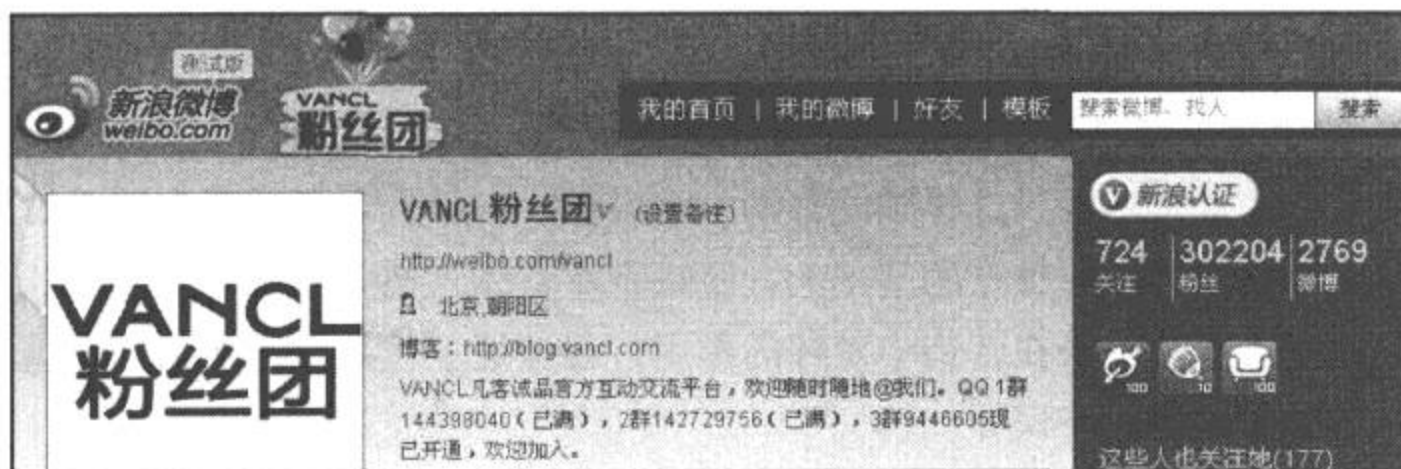 测试版
新浪微博
weibo.com
VANCL
粉丝团
我的首页 | 我的微博 | 好友 | 模板
搜索微博、找人
搜索
VANCL
粉丝团
VANCL粉丝团V (设置备注)
http://weibo.com/vancl
北京,朝阳区
博客：http://blog.vancl.com
VANCL凡客诚品官方互动交流平台，欢迎随时随地@我们。QQ 1群
144398040（已满），2群142729756（已满），3群9446605现
已开通，欢迎加入。
V 新浪认证
724 302204 2769
关注 粉丝 微博
100 10 100
这些人也关注她(177)